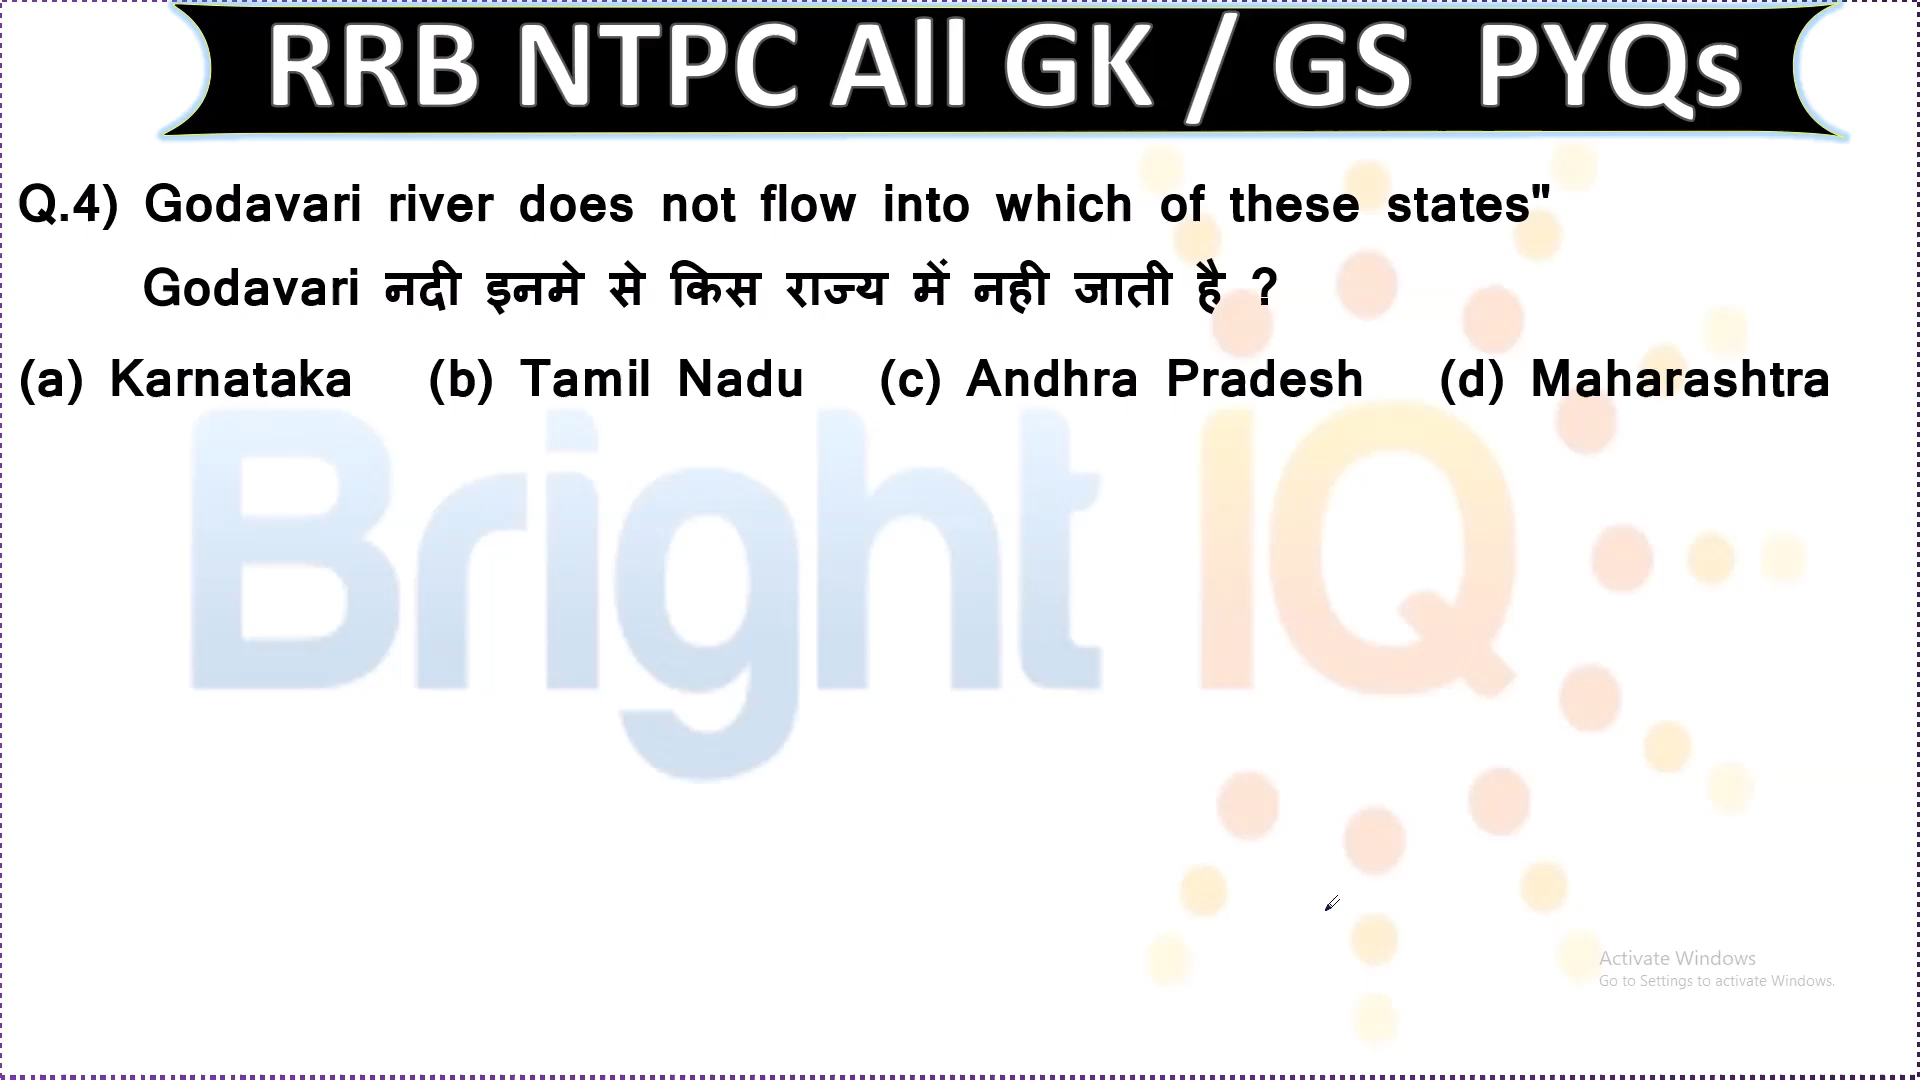 RRB NTPC All GK / GS PYQs
Q.4) Godavari river does not flow into which of these states"
Godavari नदी इनमे से किस राज्य में नही जाती है ?
(a) Karnataka (b) Tamil Nadu (c) Andhra Pradesh (d) Maharashtra
Bright IQ
Activate Windows
Go to Settings to activate Windows.